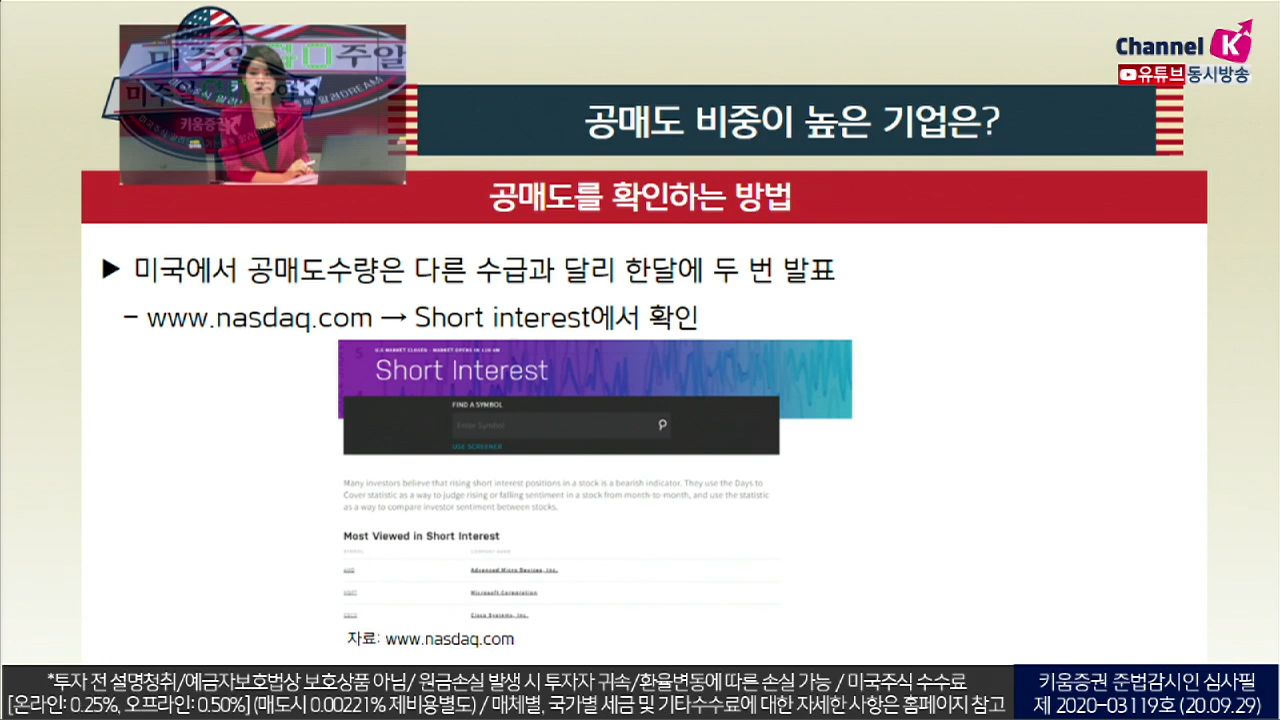 Channel K
유튜브동시방송
공매도 비중이 높은 기업은?
공매도를 확인하는 방법
▶ 미국에서 공매도수량은 다른 수급과 달리 한달에 두 번 발표
- www.nasdaq.com → Short interest에서 확인
Short Interest
FIND A SYMBOL
Enter Symbol
USE SCREENER
Many investors believe that rising short interest positions in a stock is a bearish indicator. They use the Days to
Cover statistic as a way to judge rising or falling sentiment in a stock from month-to-month, and use the statistic
as a way to compare investor sentiment between stocks.
Most Viewed in Short Interest
SYMBOL COMPANY NAME
AMD Advanced Micro Devices, Inc.
MSFT Microsoft Corporation
CSCO Cisco Systems, Inc.
자료: www.nasdaq.com
*투자 전 설명청취/예금자보호법상 보호상품 아님/ 원금손실 발생 시 투자자 귀속/환율변동에 따른 손실 가능 / 미국주식 수수료
[온라인: 0.25%, 오프라인: 0.50%] (매도시 0.00221% 제비용별도) / 매체별, 국가별 세금 및 기타수수료에 대한 자세한 사항은 홈페이지 참고
키움증권 준법감시인 심사필
제 2020-03119호 (20.09.29)